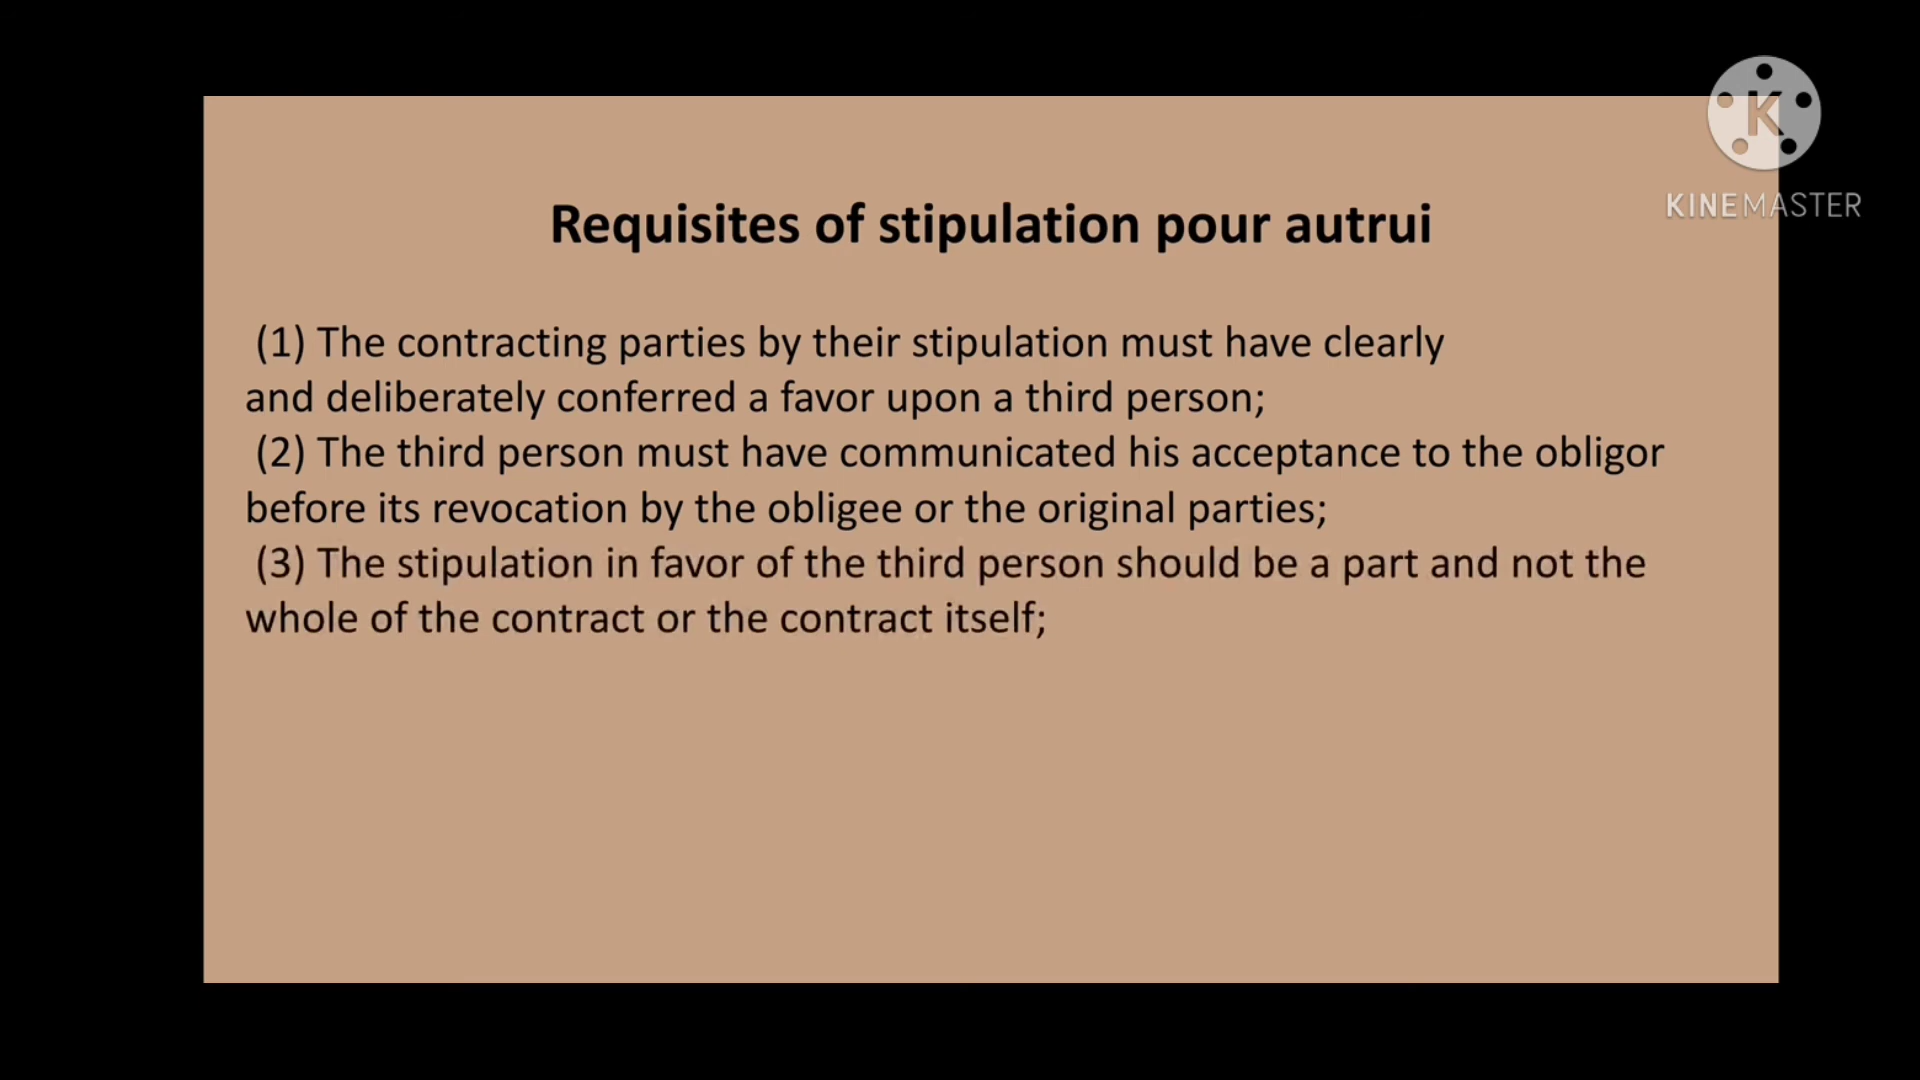 K
KINEMASTER
Requisites of stipulation pour autrui
(1) The contracting parties by their stipulation must have clearly
and deliberately conferred a favor upon a third person;
(2) The third person must have communicated his acceptance to the obligor
before its revocation by the obligee or the original parties;
(3) The stipulation in favor of the third person should be a part and not the
whole of the contract or the contract itself;